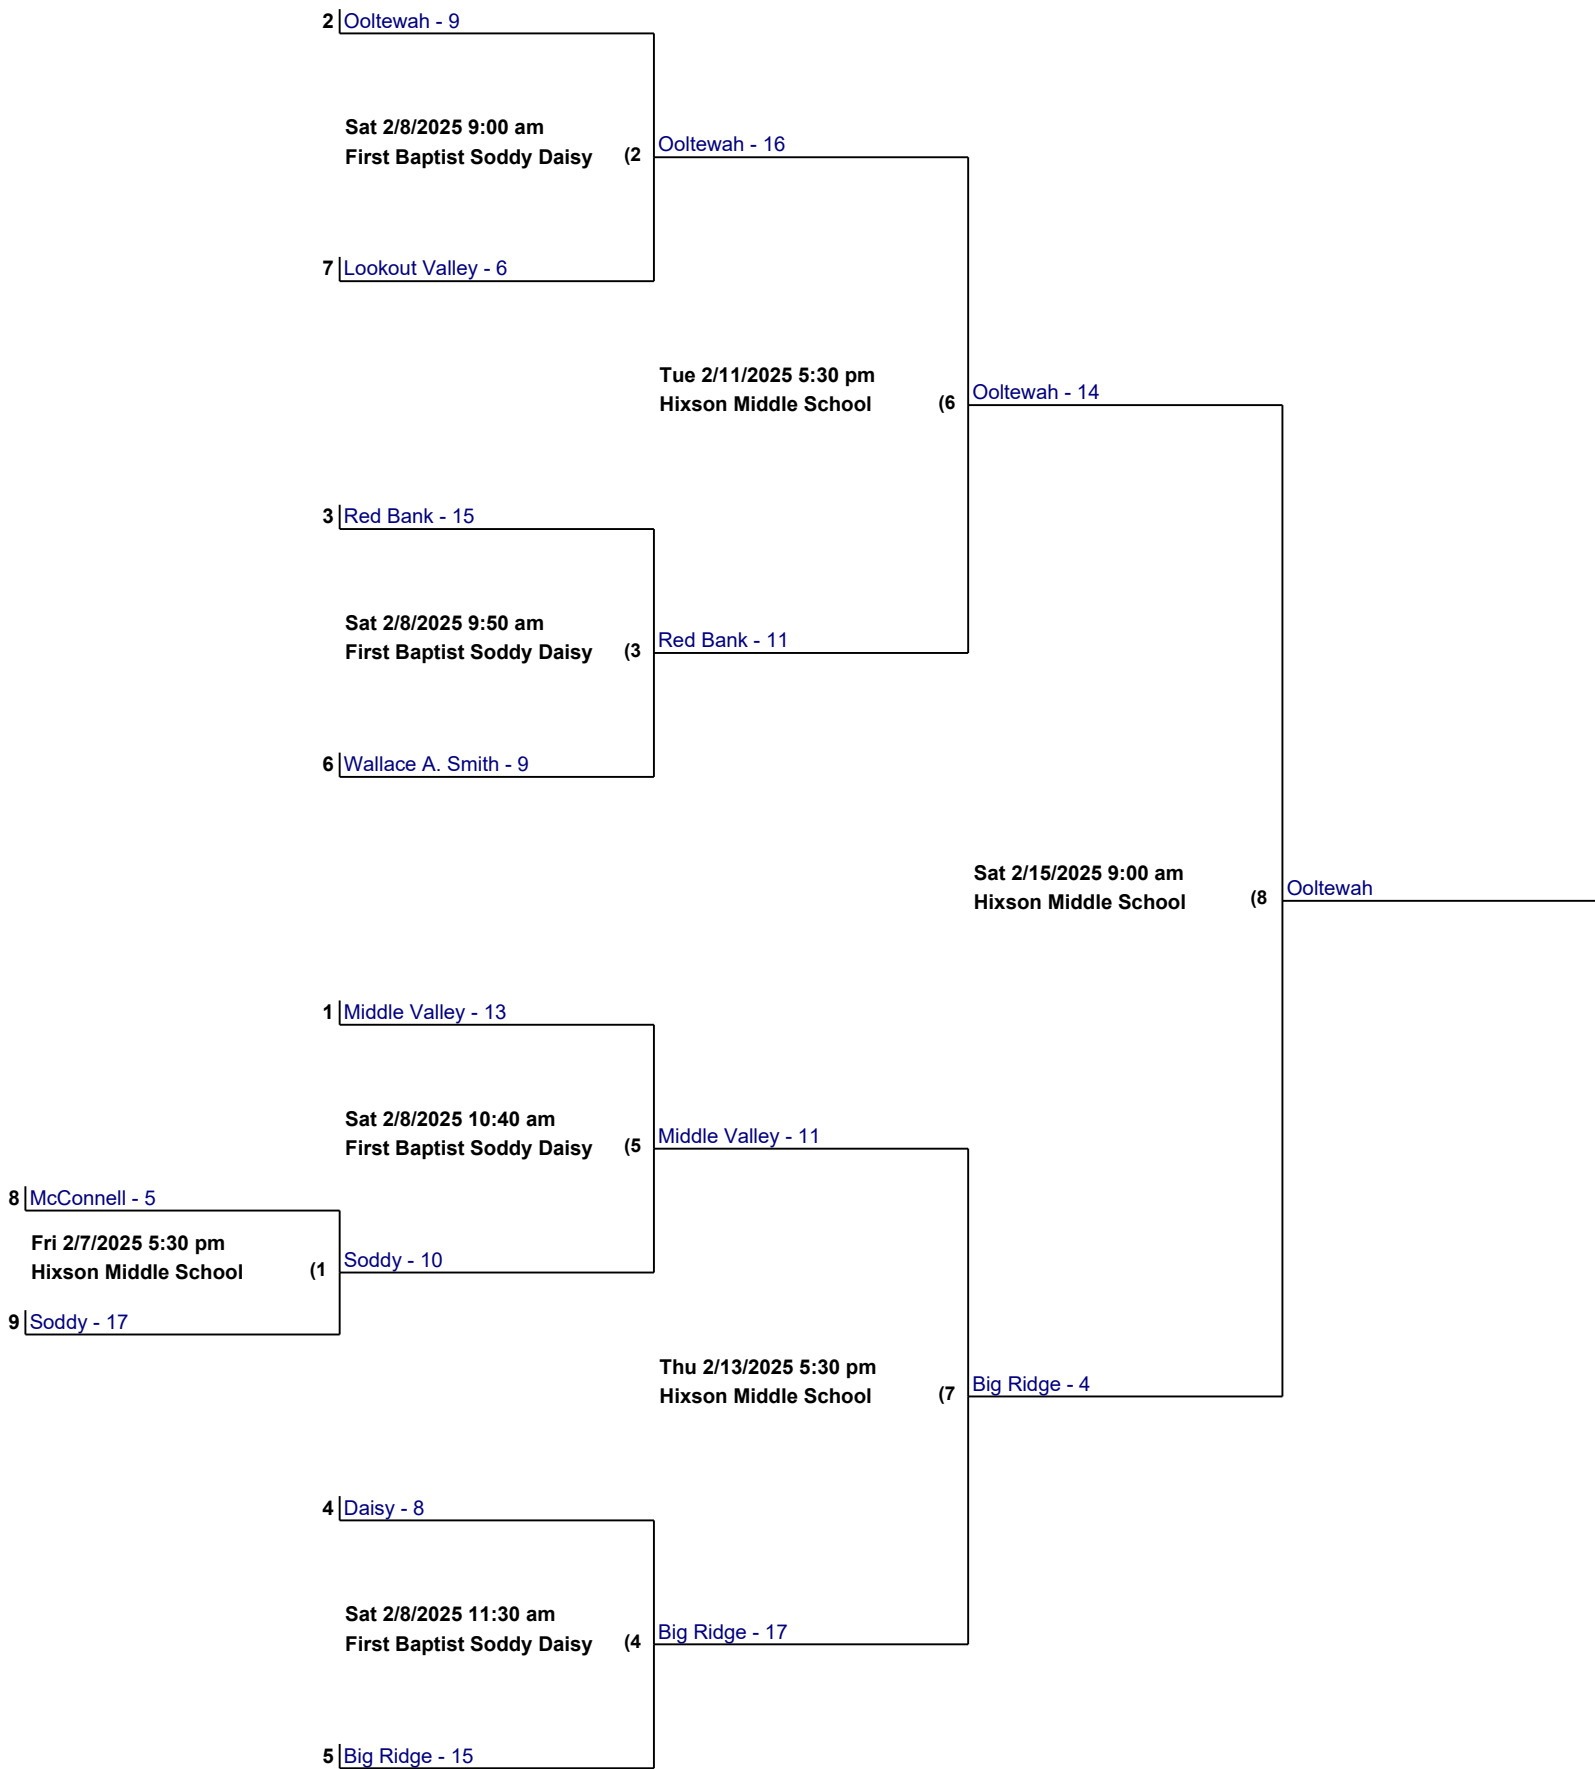 2 Ooltewah - 9
Sat 2/8/2025 9:00 am
First Baptist Soddy Daisy (2
Ooltewah - 16
7 Lookout Valley - 6
Tue 2/11/2025 5:30 pm
Hixson Middle School (6
Ooltewah - 14
3 Red Bank - 15
Sat 2/8/2025 9:50 am
First Baptist Soddy Daisy (3
Red Bank - 11
6 Wallace A. Smith - 9
Sat 2/15/2025 9:00 am
Hixson Middle School (8
Ooltewah
1 Middle Valley - 13
Sat 2/8/2025 10:40 am
First Baptist Soddy Daisy (5
Middle Valley - 11
8 McConnell - 5
Fri 2/7/2025 5:30 pm
Hixson Middle School (1
Soddy - 10
9 Soddy - 17
Thu 2/13/2025 5:30 pm
Hixson Middle School (7
Big Ridge - 4
4 Daisy - 8
Sat 2/8/2025 11:30 am
First Baptist Soddy Daisy (4
Big Ridge - 17
5 Big Ridge - 15